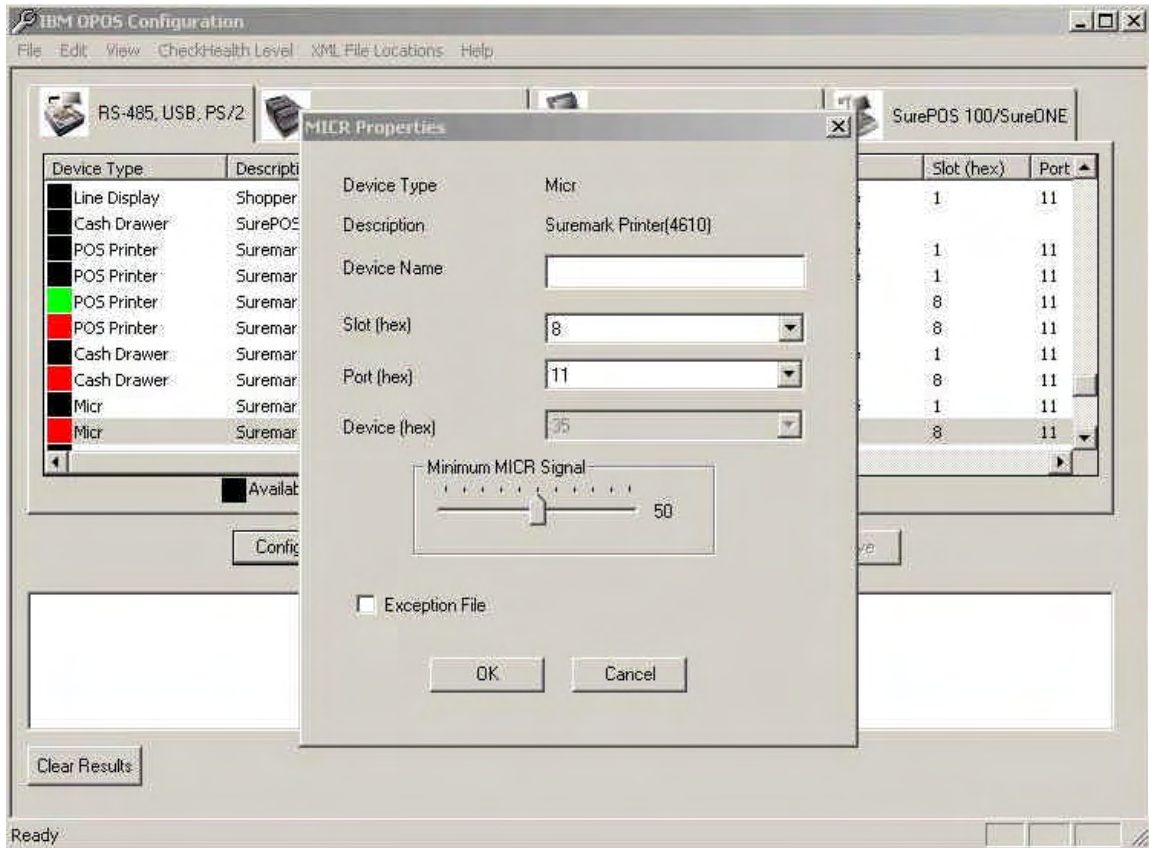 IBM OPOS Configuration
File Edit View CheckHealth Level XML File Locations Help
RS-485, USB, PS/2
SurePOS 100/SureONE
MICR Properties
Device Type
Slot (hex) Port
Line Display Shopper 1 11
Cash Drawer SurePOS
POS Printer Suremar 1 11
POS Printer Suremar 1 11
POS Printer Suremar 8 11
POS Printer Suremar 8 11
Cash Drawer Suremar 1 11
Cash Drawer Suremar 8 11
Micr Suremar 1 11
Micr Suremar 8 11
Device Type Micr
Description Suremark Printer(4610)
Device Name
Slot (hex) 8
Port (hex) 11
Device (hex) 35
Minimum MICR Signal
50
Exception File
OK Cancel
Clear Results
Ready